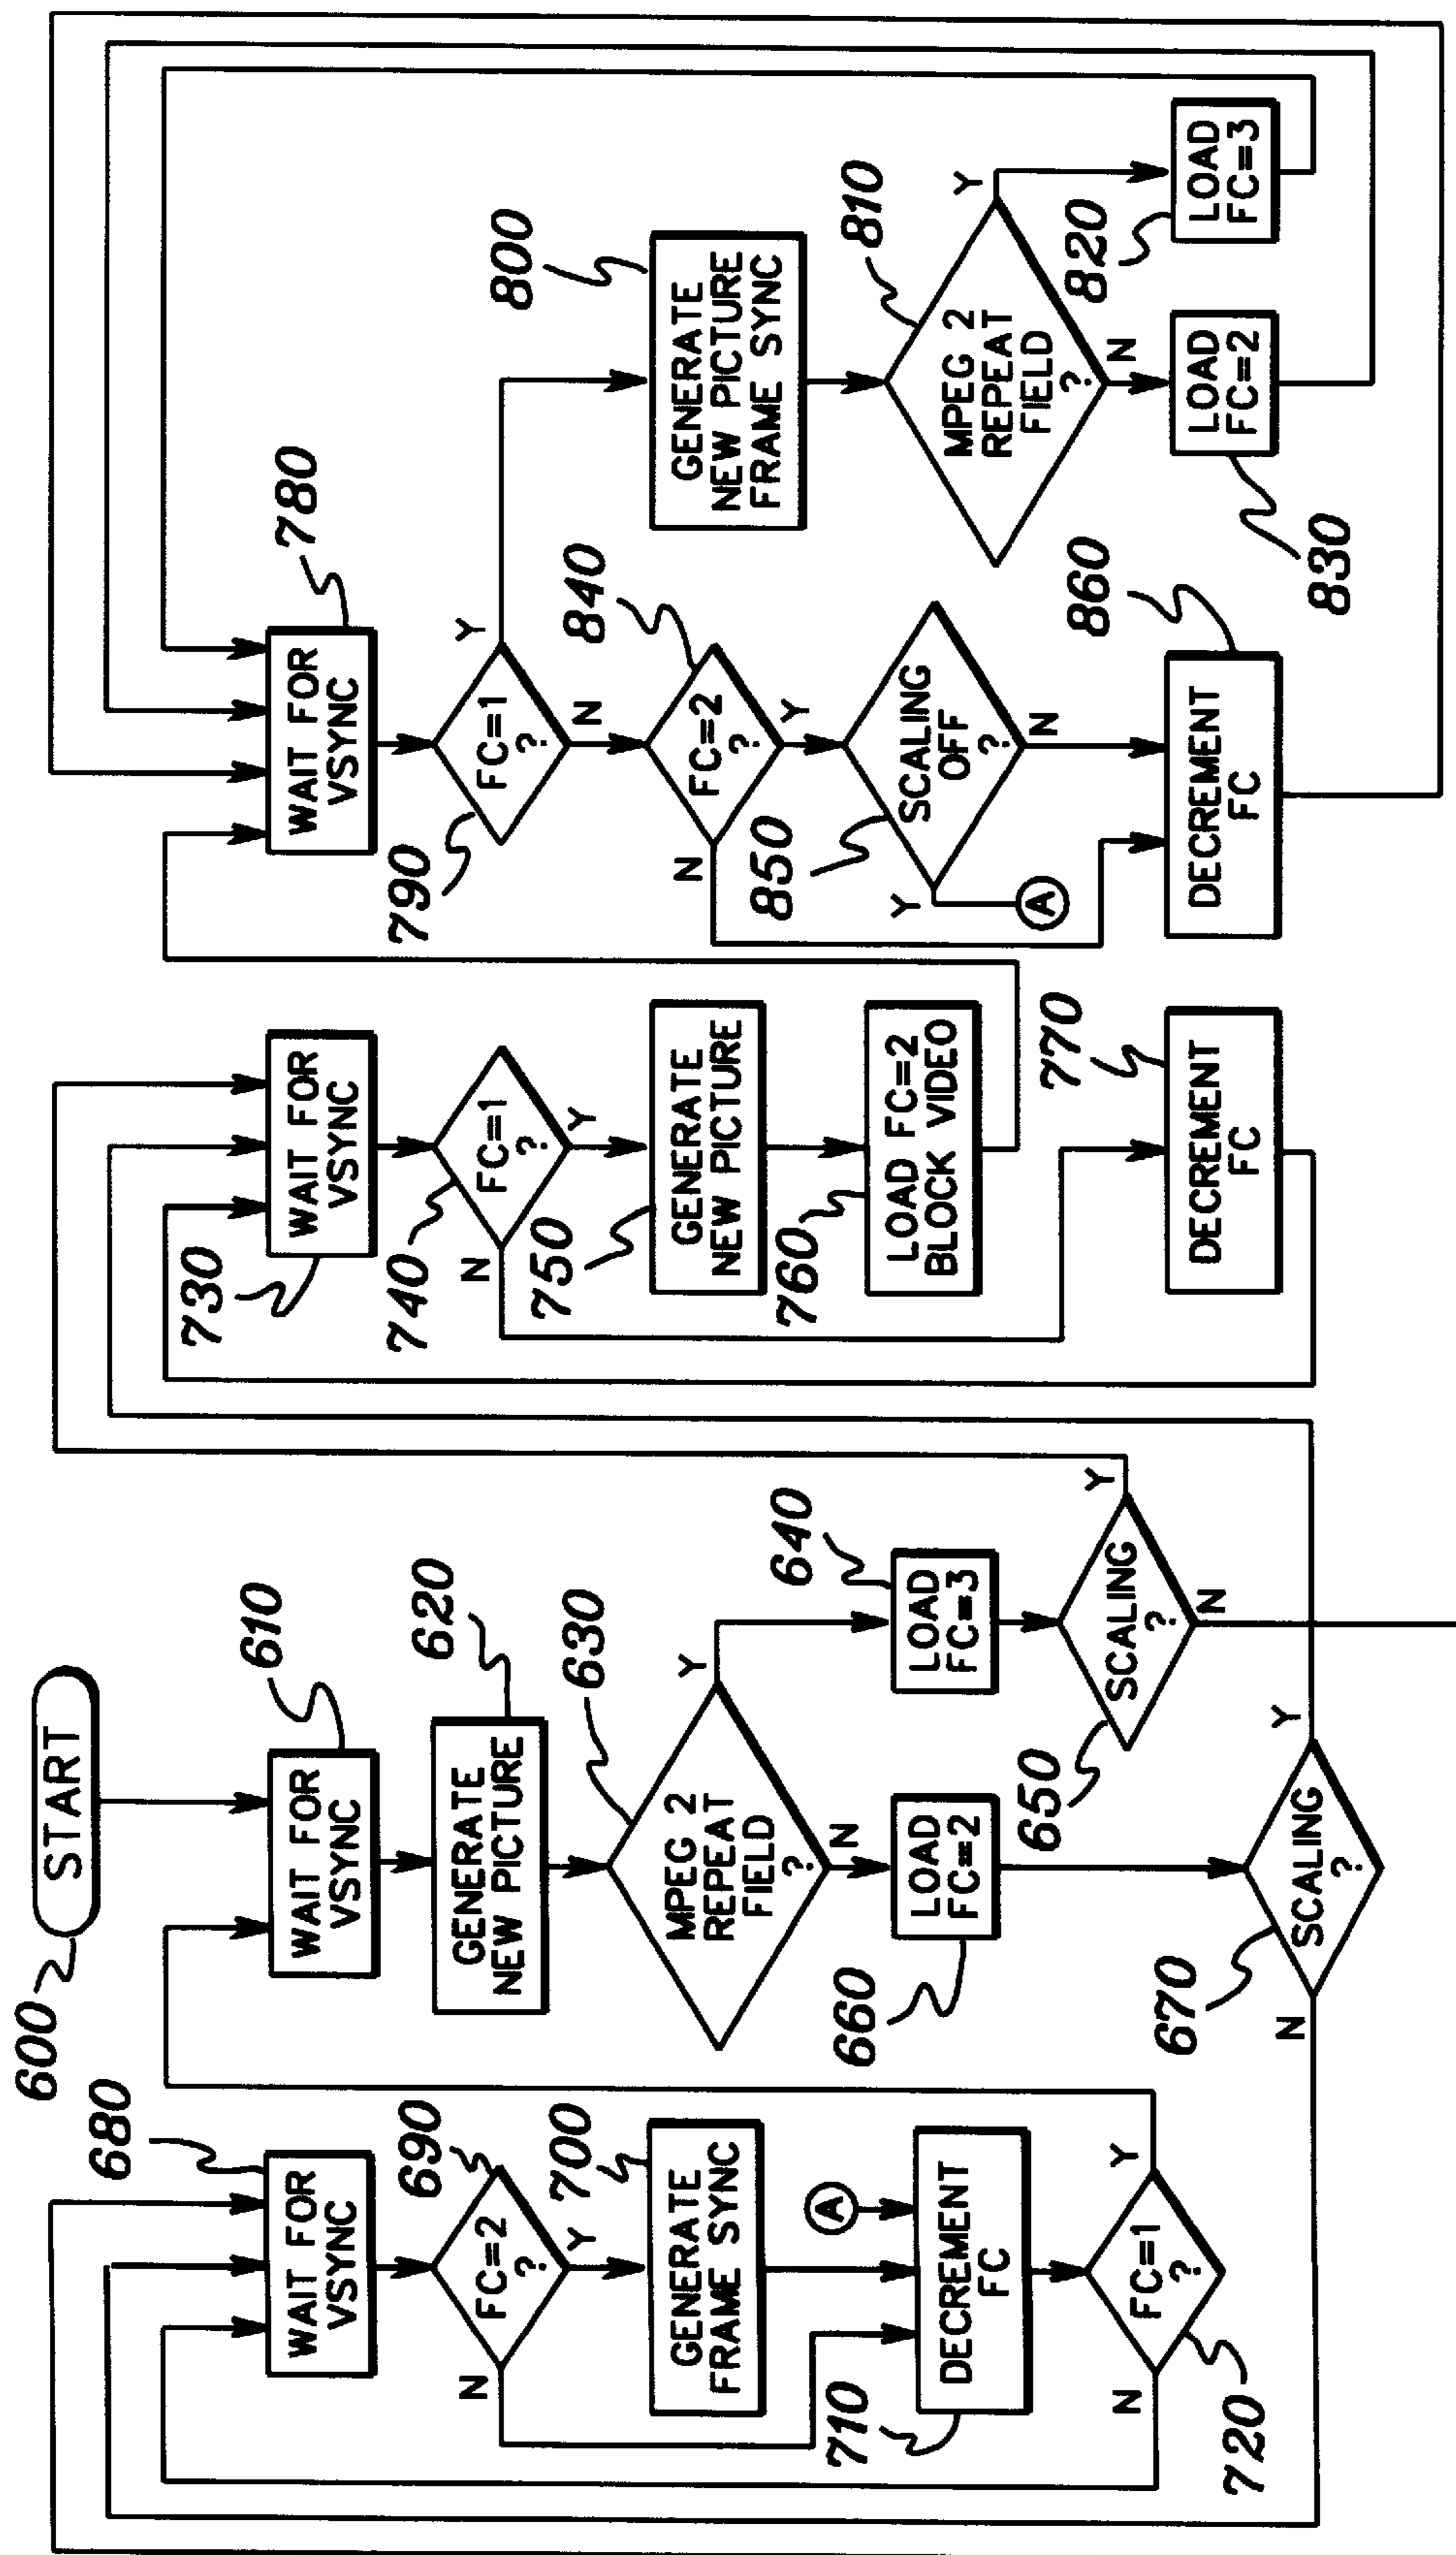 START
600
WAIT FOR
VSYNC
680
FC=2
?
690
Y
N
GENERATE
FRAME SYNC
700
A
DECREMENT
FC
710
FC=1
?
720
Y
N
WAIT FOR
VSYNC
610
GENERATE
NEW PICTURE
620
MPEG 2
REPEAT
FIELD
?
630
Y
N
LOAD
FC=3
640
LOAD
FC=2
660
SCALING
?
650
Y
N
SCALING
?
670
Y
N
WAIT FOR
VSYNC
730
FC=1
?
740
Y
N
GENERATE
NEW PICTURE
750
LOAD FC=2
BLOCK VIDEO
760
DECREMENT
FC
770
WAIT FOR
VSYNC
780
FC=1
?
790
Y
N
GENERATE
NEW PICTURE
FRAME SYNC
800
FC=2
?
840
Y
N
MPEG 2
REPEAT
FIELD
?
810
Y
N
SCALING
OFF
?
850
Y
N
A
LOAD
FC=3
820
LOAD
FC=2
830
DECREMENT
FC
860